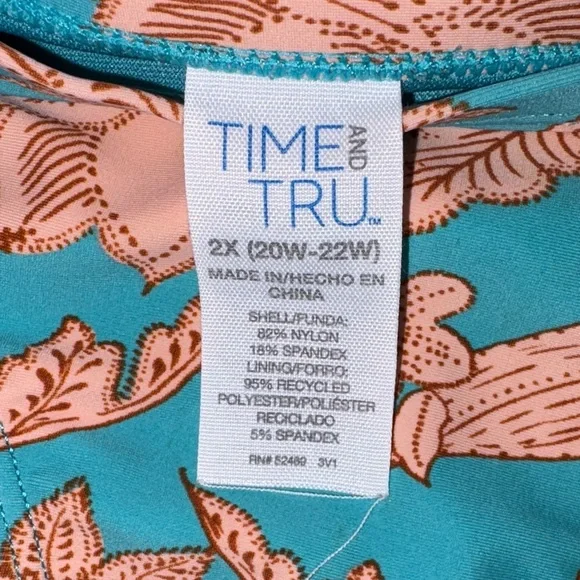 TIME AND
TRU™
2X (20W-22W)
MADE IN/HECHO EN
CHINA
SHELL/FUNDA:
82% NYLON
18% SPANDEX
LINING/FORRO:
95% RECYCLED
POLYESTER/POLIÉSTER
RECICLADO
5% SPANDEX
RN# 52469 3V1